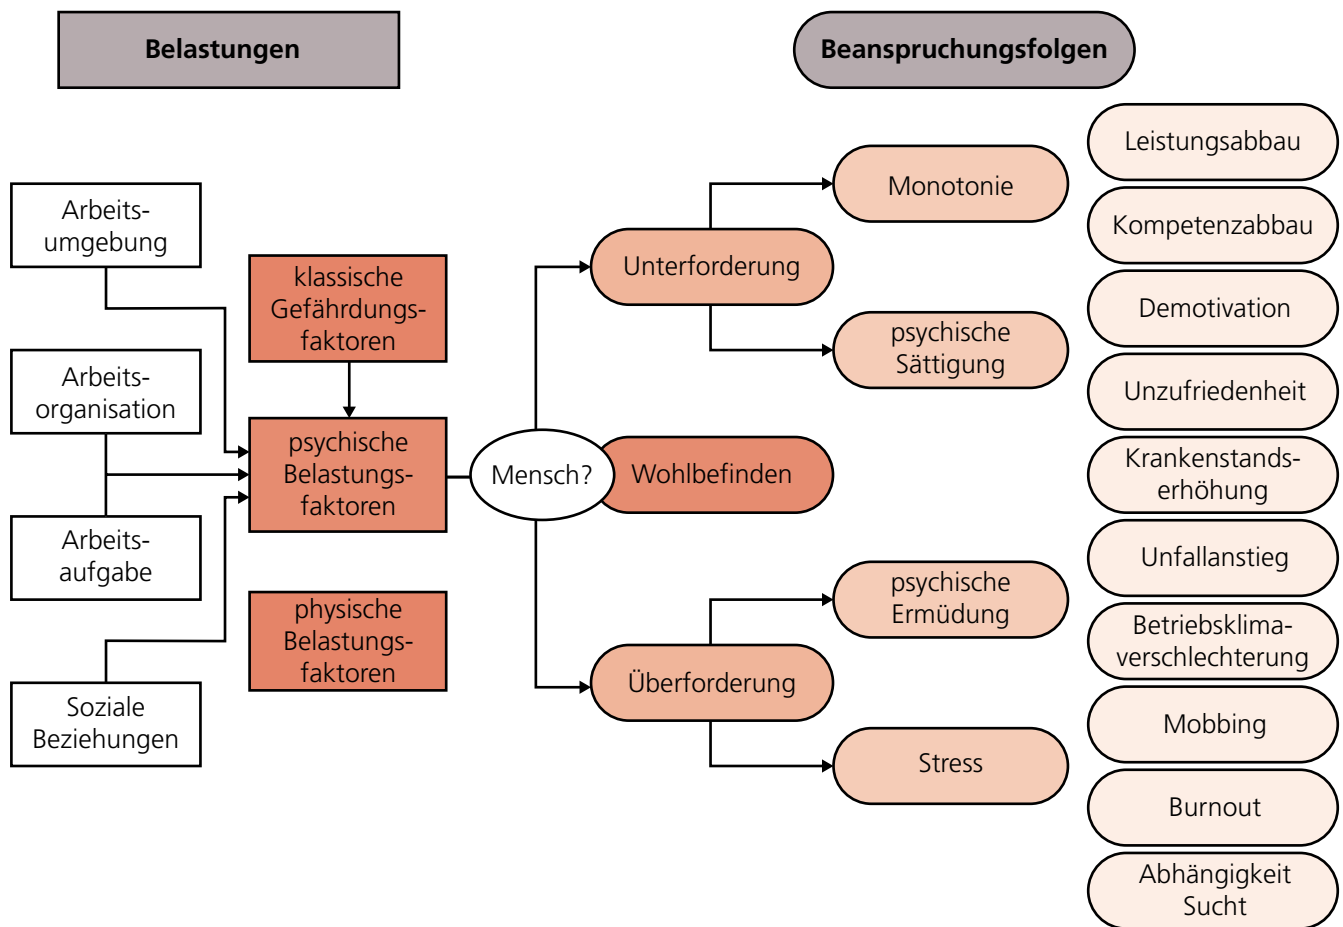 Belastungen
Beanspruchungsfolgen
Arbeits-
umgebung
Arbeits-
organisation
Arbeits-
aufgabe
Soziale
Beziehungen
klassische
Gefährdungs-
faktoren
psychische
Belastungs-
faktoren
physische
Belastungs-
faktoren
Mensch?
Wohlbefinden
Unterforderung
Überforderung
Monotonie
psychische
Sättigung
psychische
Ermüdung
Stress
Leistungsabbau
Kompetenzabbau
Demotivation
Unzufriedenheit
Krankenstands-
erhöhung
Unfallanstieg
Betriebsklima-
verschlechterung
Mobbing
Burnout
Abhängigkeit
Sucht